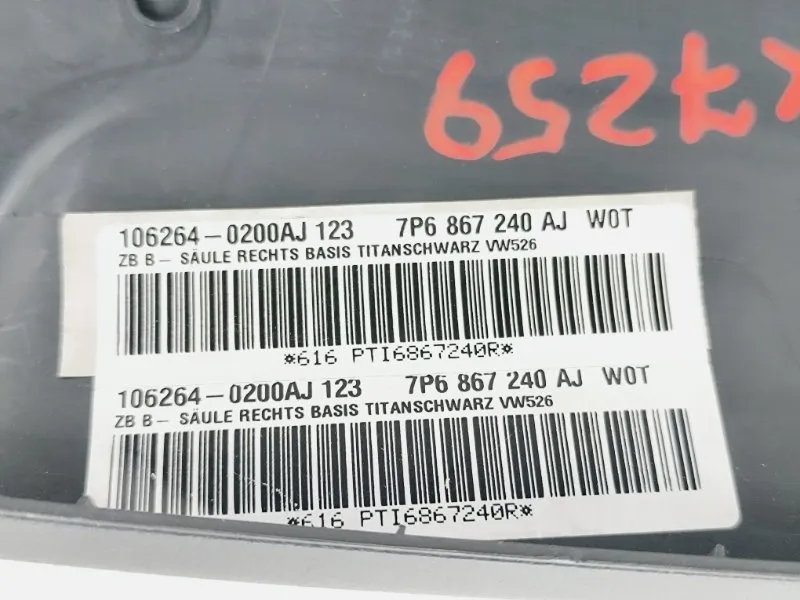 7259
106264-0200AJ 123 7P6 867 240 AJ W0T
ZB B- SÄULE RECHTS BASIS TITANSCHWARZ VW526
*616 PTI6867240R*
106264-0200AJ 123 7P6 867 240 AJ W0T
ZB B- SÄULE RECHTS BASIS TITANSCHWARZ VW526
*616 PTI6867240R*